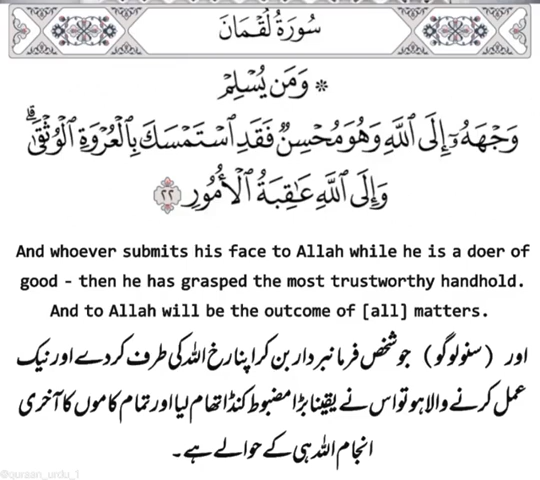 سُورَةُ لُقۡمَانَ
۞ وَمَن يُسۡلِمۡ
وَجۡهَهُۥٓ إِلَى ٱللَّهِ وَهُوَ مُحۡسِنٞ فَقَدِ ٱسۡتَمۡسَكَ بِٱلۡعُرۡوَةِ ٱلۡوُثۡقَىٰۗ
وَإِلَى ٱللَّهِ عَٰقِبَةُ ٱلۡأُمُورِ ٢٢
And whoever submits his face to Allah while he is a doer of
good - then he has grasped the most trustworthy handhold.
And to Allah will be the outcome of [all] matters.
اور (سنو لوگو) جو شخص فرمانبردار بن کر اپنا رخ اللہ کی طرف کر دے اور نیک
عمل کرنے والا ہو تو اس نے یقینا بڑا مضبوط کنڈا تھام لیا اور تمام کاموں کا آخری
انجام اللہ ہی کے حوالے ہے۔
@quraan_urdu_1